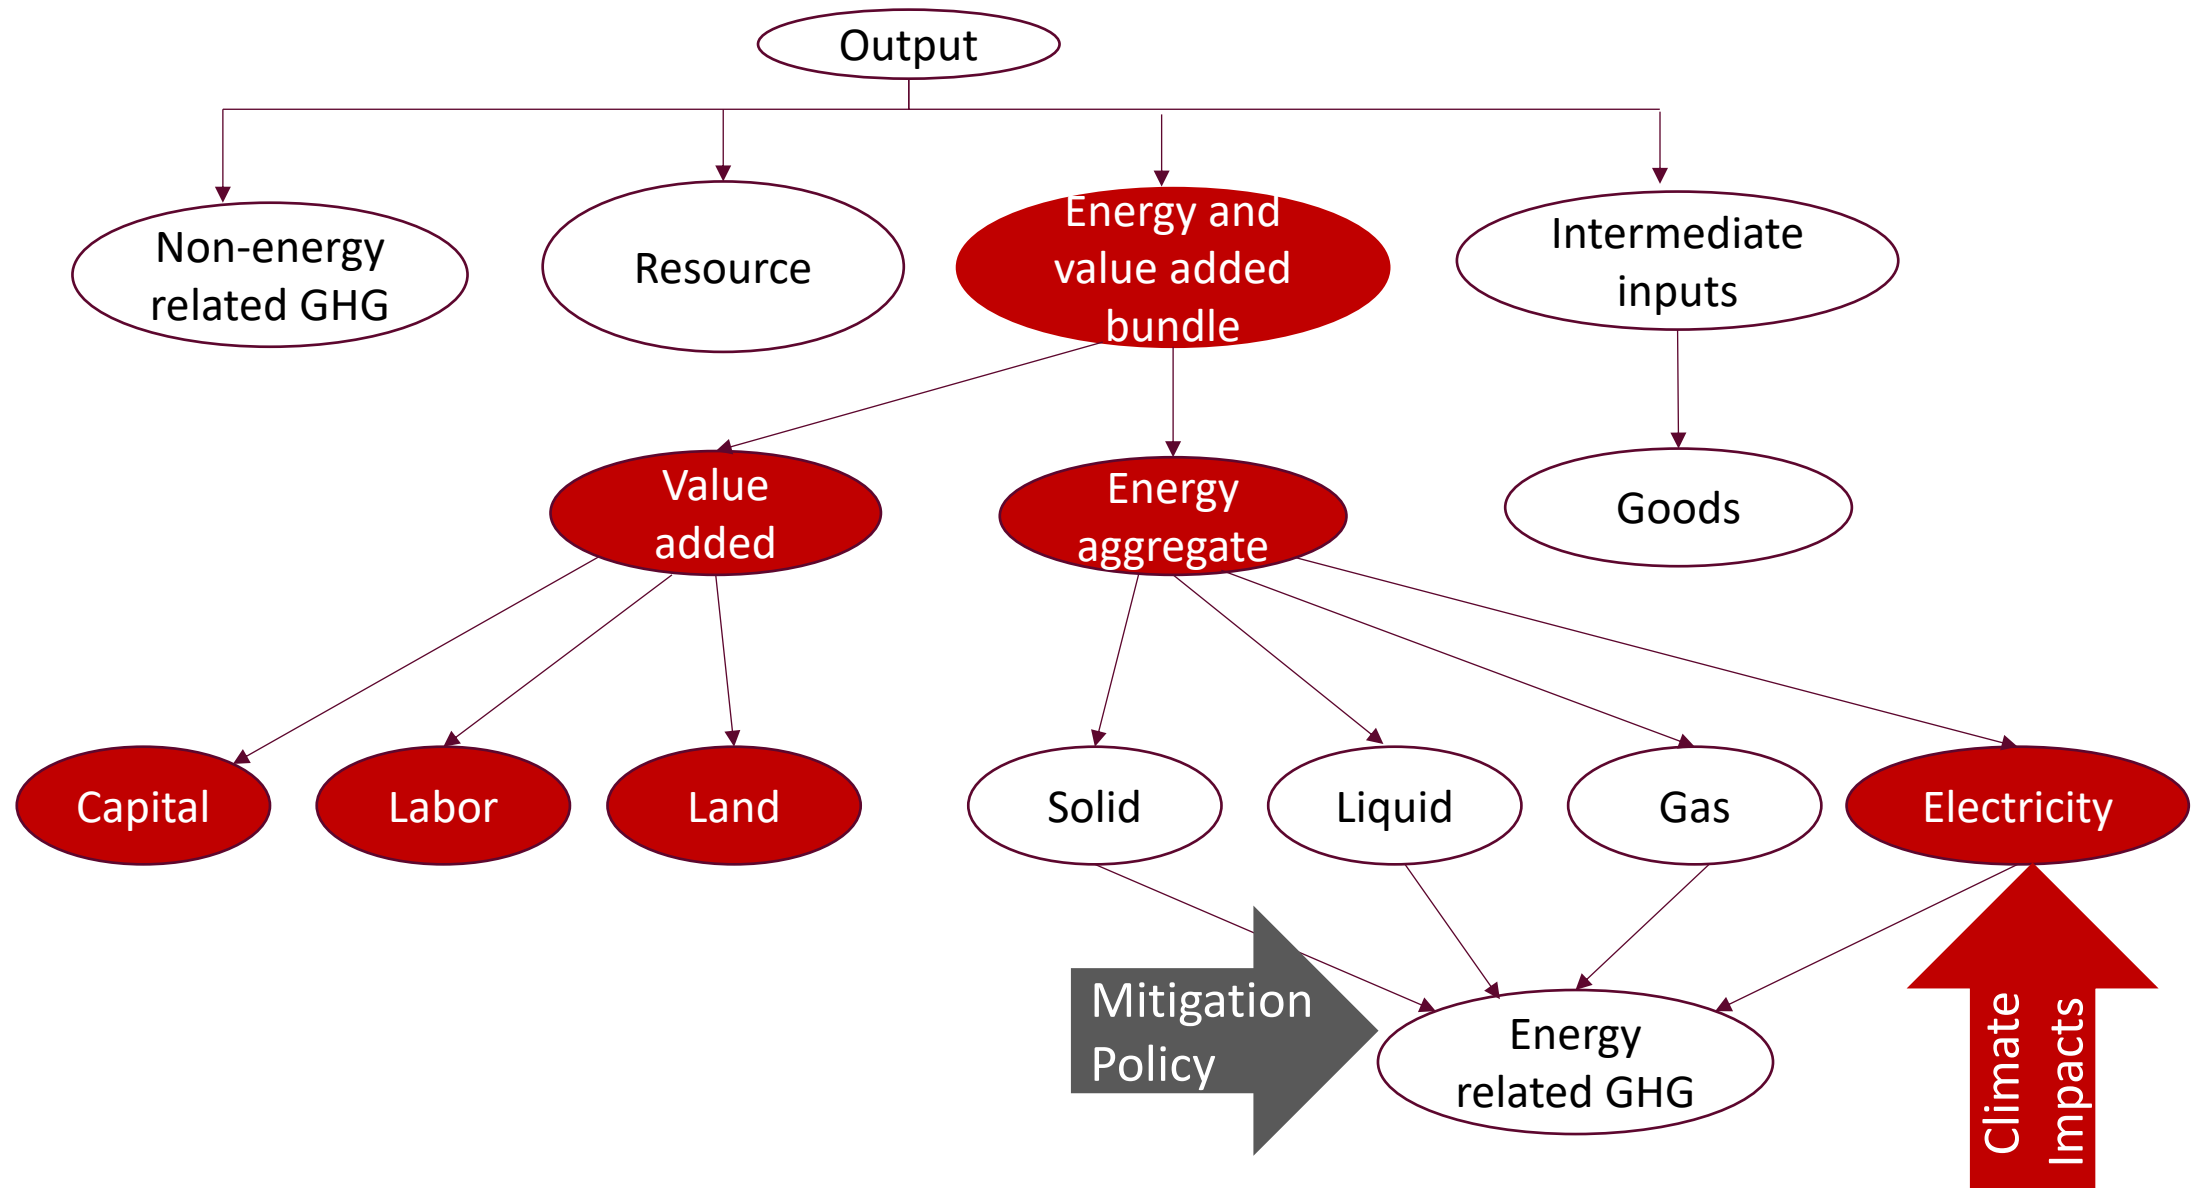 Output
Non-energy
related GHG
Resource
Energy and
value added
bundle
Intermediate
inputs
Value
added
Energy
aggregate
Goods
Capital
Labor
Land
Solid
Liquid
Gas
Electricity
Mitigation
Policy
Energy
related GHG
Climate
Impacts